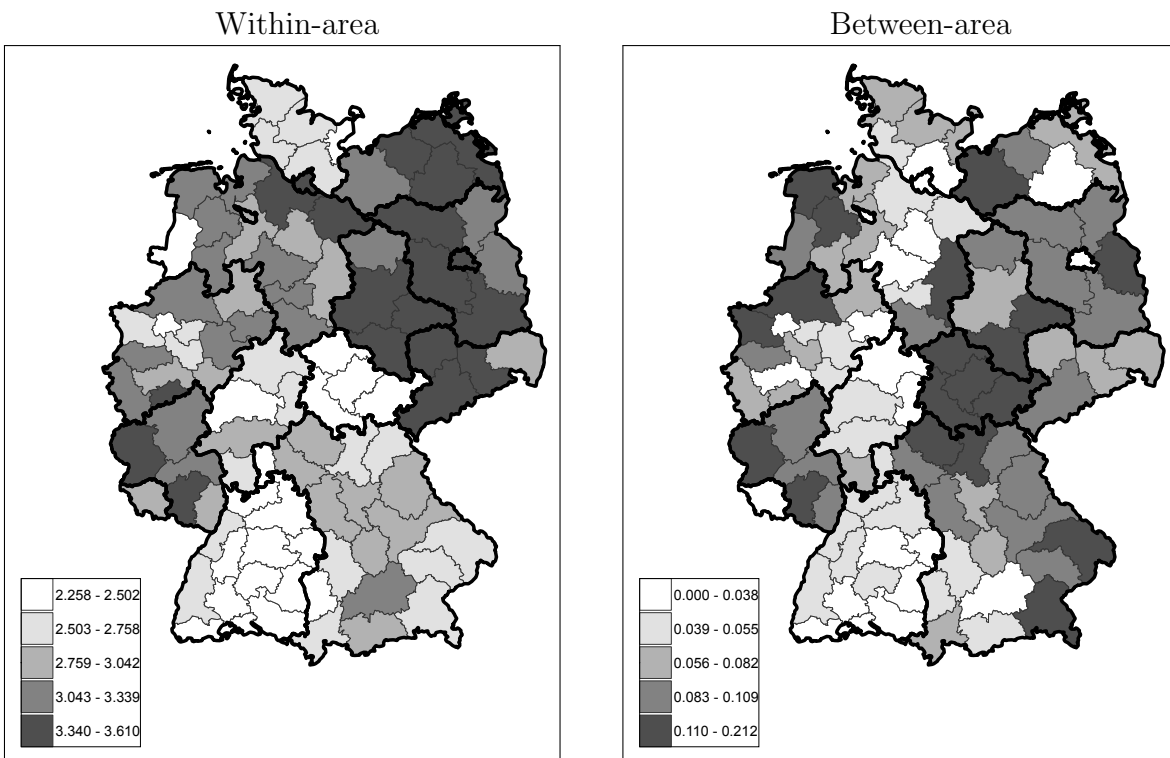 Within-area
2.258 - 2.502
2.503 - 2.758
2.759 - 3.042
3.043 - 3.339
3.340 - 3.610
Between-area
0.000 - 0.038
0.039 - 0.055
0.056 - 0.082
0.083 - 0.109
0.110 - 0.212